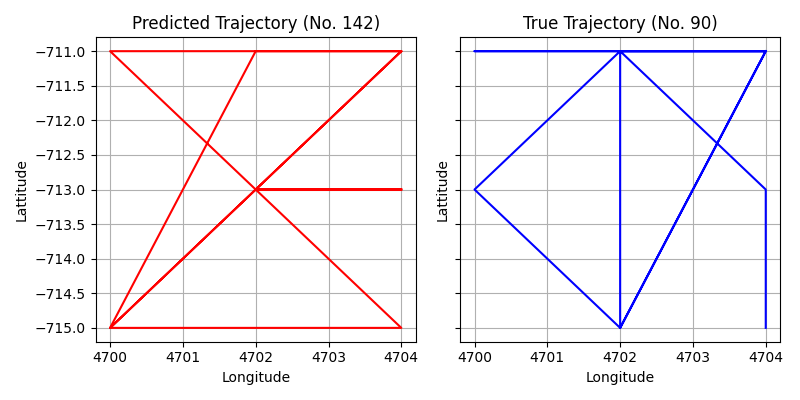 Predicted Trajectory (No. 142)
True Trajectory (No. 90)
−711.0
−711.5
−712.0
−712.5
−713.0
−713.5
−714.0
−714.5
−715.0
Lattitude
Lattitude
4700 4701 4702 4703 4704
4700 4701 4702 4703 4704
Longitude
Longitude